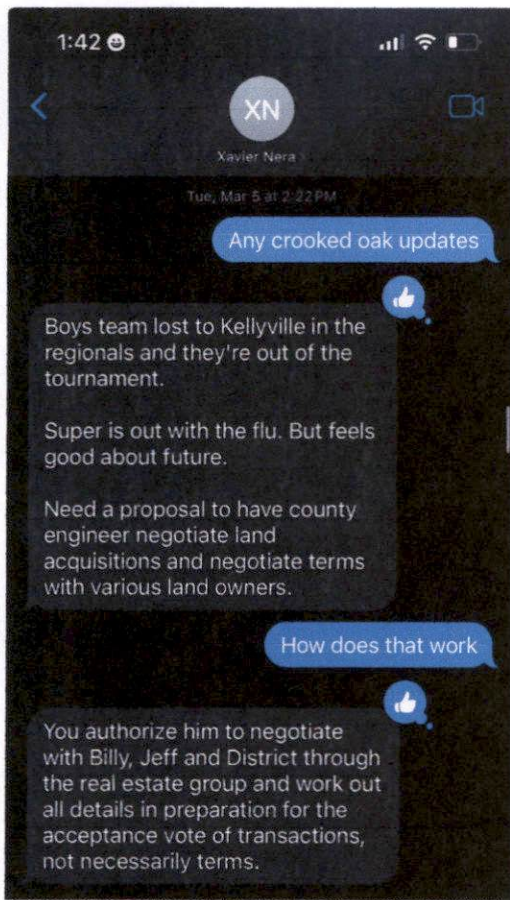 1:42
XN
Xavier Nera
Tue, Mar 5 at 2:22 PM
Any crooked oak updates
Boys team lost to Kellyville in the
regionals and they're out of the
tournament.
Super is out with the flu. But feels
good about future.
Need a proposal to have county
engineer negotiate land
acquisitions and negotiate terms
with various land owners.
How does that work
You authorize him to negotiate
with Billy, Jeff and District through
the real estate group and work out
all details in preparation for the
acceptance vote of transactions,
not necessarily terms.